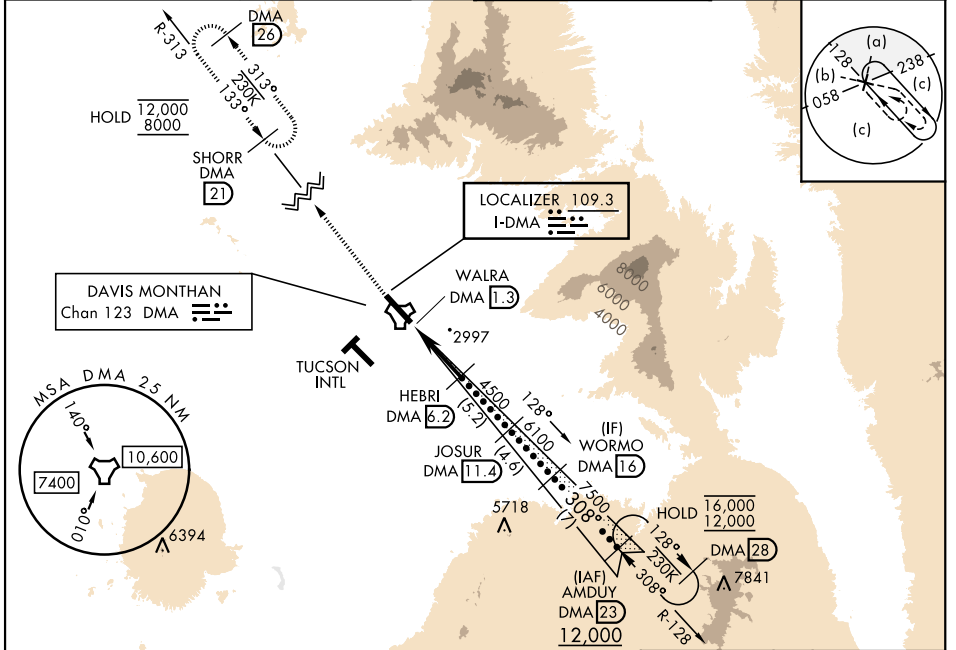 DMA
26
R-313
313°
230K
133°
HOLD 12,000
8000
SHORR
DMA
21
(a)
128
238
(b)
(c)
058
(c)
LOCALIZER 109.3
I-DMA
8000
6000
4000
WALRA
DMA 1.3
DAVIS MONTHAN
Chan 123 DMA
2997
TUCSON
INTL
MSA DMA 25 NM
140°
10,600
7400
010°
6394
HEBRI
DMA 6.2
4500
(5.2)
128°
6100
(IF)
WORMO
DMA 16
JOSUR
DMA 11.4
(4.6)
7500
308°
(7)
5718
HOLD 16,000
12,000
128°
230K
308°
DMA 28
7841
R-128
(IAF)
AMDUY
DMA 23
12,000